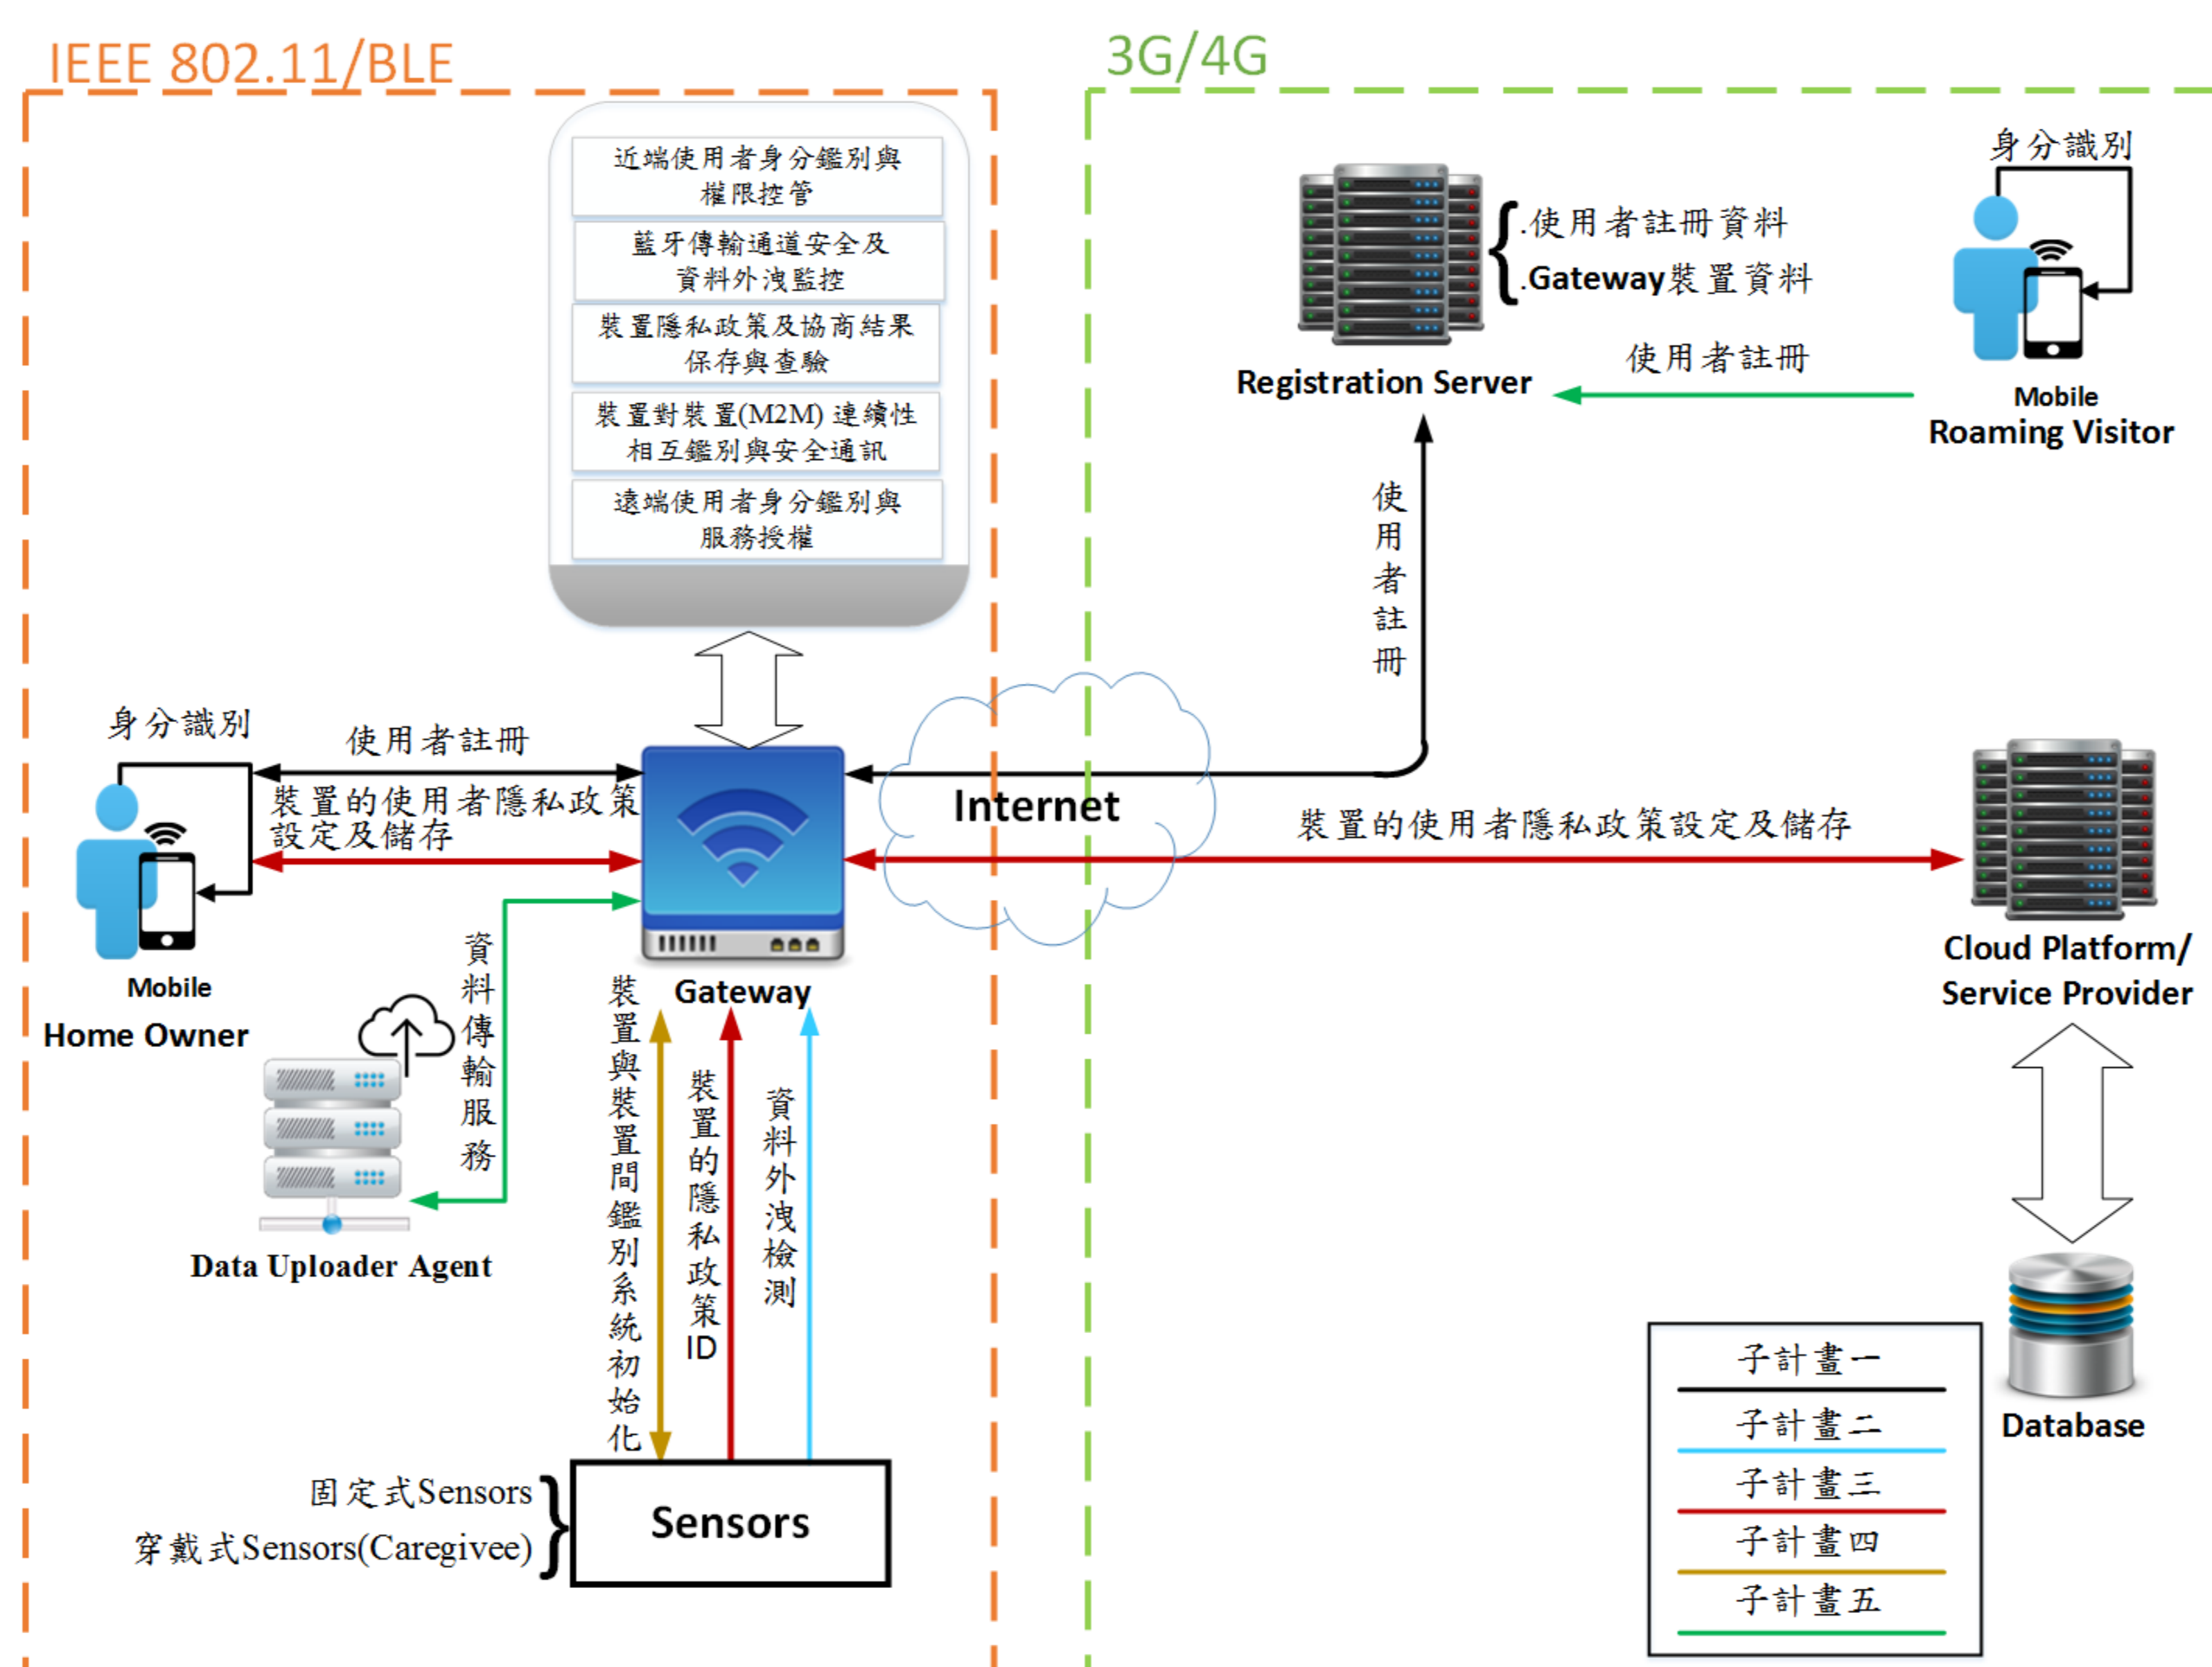 IEEE 802.11/BLE
3G/4G
近端使用者身分鑑別與
權限控管
藍牙傳輸通道安全及
資料外洩監控
裝置隱私政策及協商結果
保存與查驗
裝置對裝置(M2M) 連續性
相互鑑別與安全通訊
遠端使用者身分鑑別與
服務授權
.使用者註冊資料
.Gateway裝置資料
Registration Server
身分識別
使用者註冊
Mobile
Roaming Visitor
使用者註冊
身分識別
使用者註冊
裝置的使用者隱私政策
設定及儲存
Internet
裝置的使用者隱私政策設定及儲存
Mobile
Home Owner
Gateway
Cloud Platform/
Service Provider
資料傳輸服務
Data Uploader Agent
裝置與裝置間鑑別系統初始化
裝置的隱私政策
ID
資料外洩檢測
固定式Sensors
穿戴式Sensors(Caregivee)
Sensors
Database
子計畫一
子計畫二
子計畫三
子計畫四
子計畫五